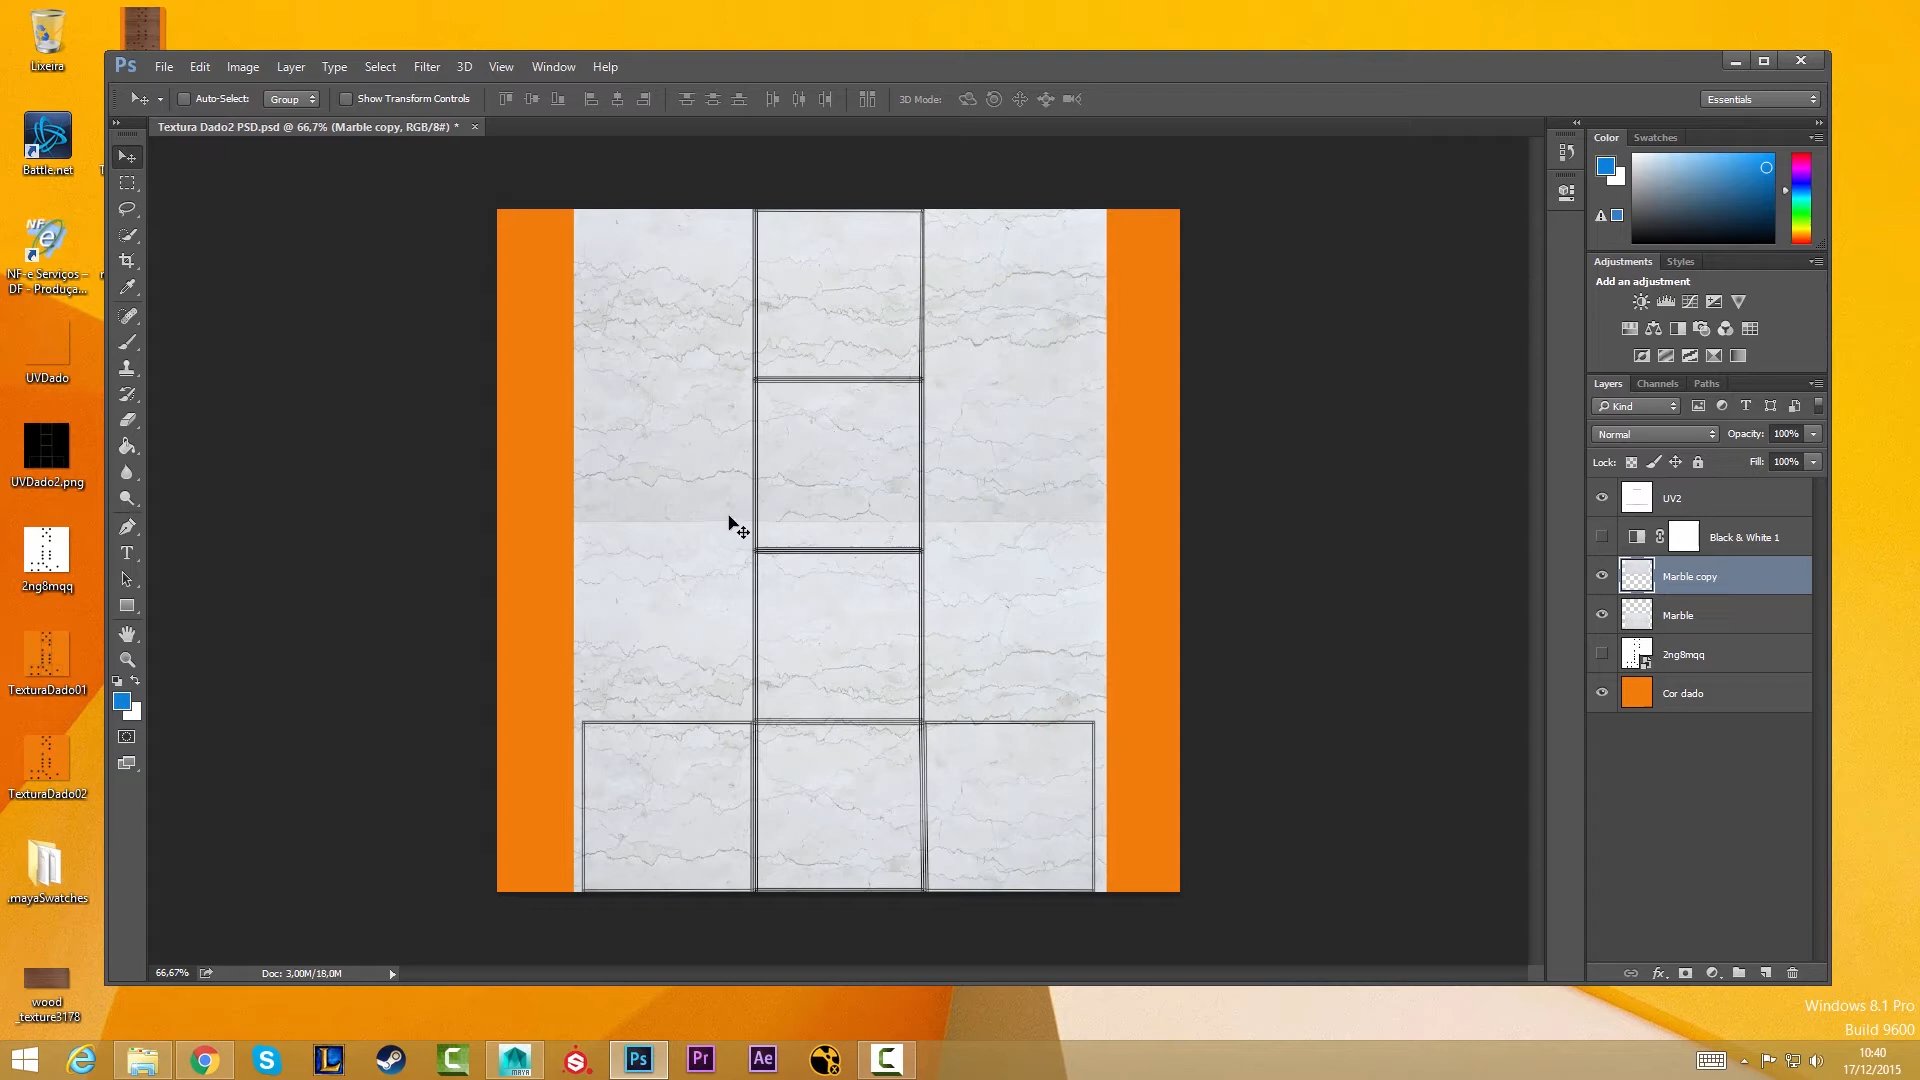 Lixeira
Battle.net
NF-e Serviços –
DF - Produça...
UVDado
UVDado2.png
2ng8mqq
TexturaDado01
TexturaDado02
.mayaSwatches
wood
_texture3178
Ps
File
Edit
Image
Layer
Type
Select
Filter
3D
View
Window
Help
Auto-Select:
Group
Show Transform Controls
3D Mode:
Essentials
Textura Dado2 PSD.psd @ 66,7% (Marble copy, RGB/8#) *
Color
Swatches
Adjustments
Styles
Add an adjustment
Layers
Channels
Paths
Kind
Normal
Opacity:
100%
Lock:
Fill:
100%
UV2
Black & White 1
Marble copy
Marble
2ng8mqq
Cor dado
66,67%
Doc: 3,00M/18,0M
Windows 8.1 Pro
Build 9600
MAYA
Ps
Pr
Ae
10:40
17/12/2015